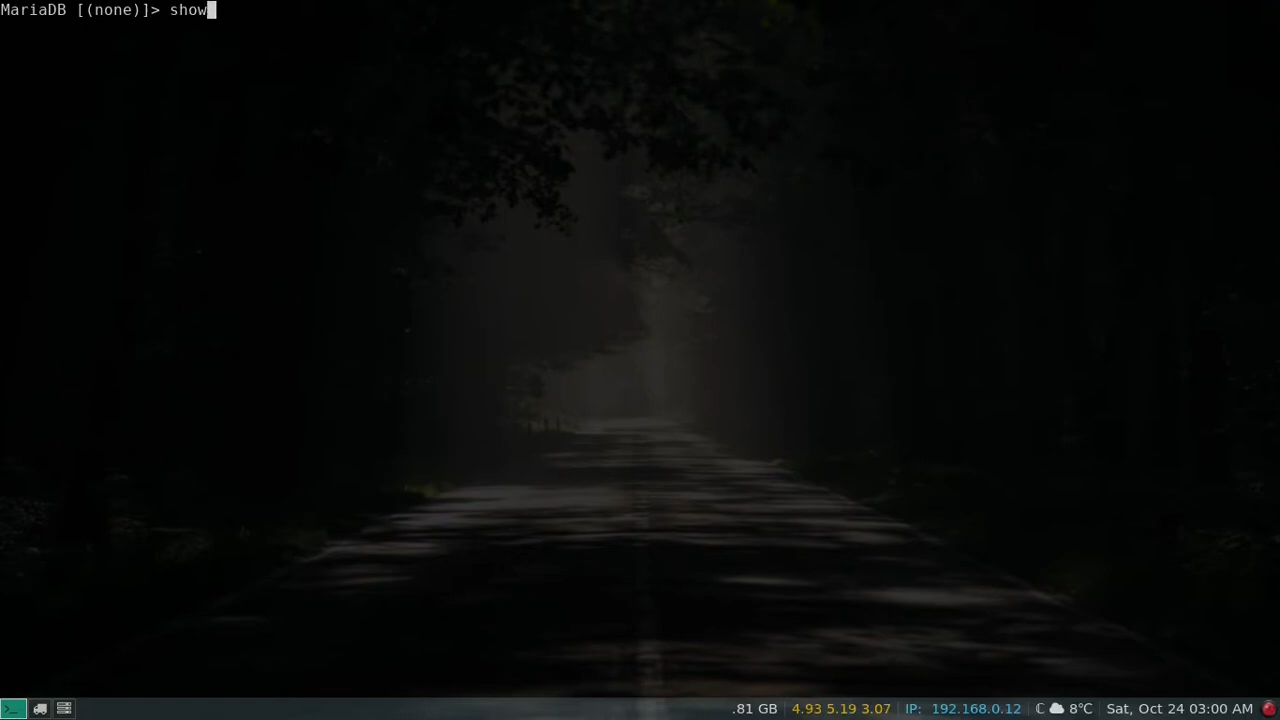 MariaDB [(none)]> show
.81 GB 4.93 5.19 3.07 IP: 192.168.0.12 8℃ Sat, Oct 24 03:00 AM